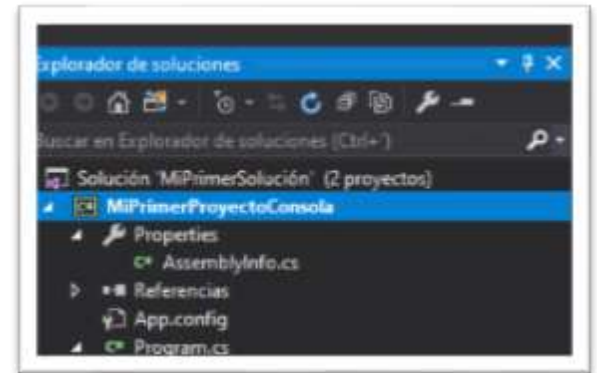 xplorador de soluciones
Buscar en Explorador de soluciones (Ctrl+')
Solución 'MiPrimerSolución' (2 proyectos)
C# MiPrimerProyectoConsola
Properties
C# AssemblyInfo.cs
Referencias
App.config
C# Program.cs